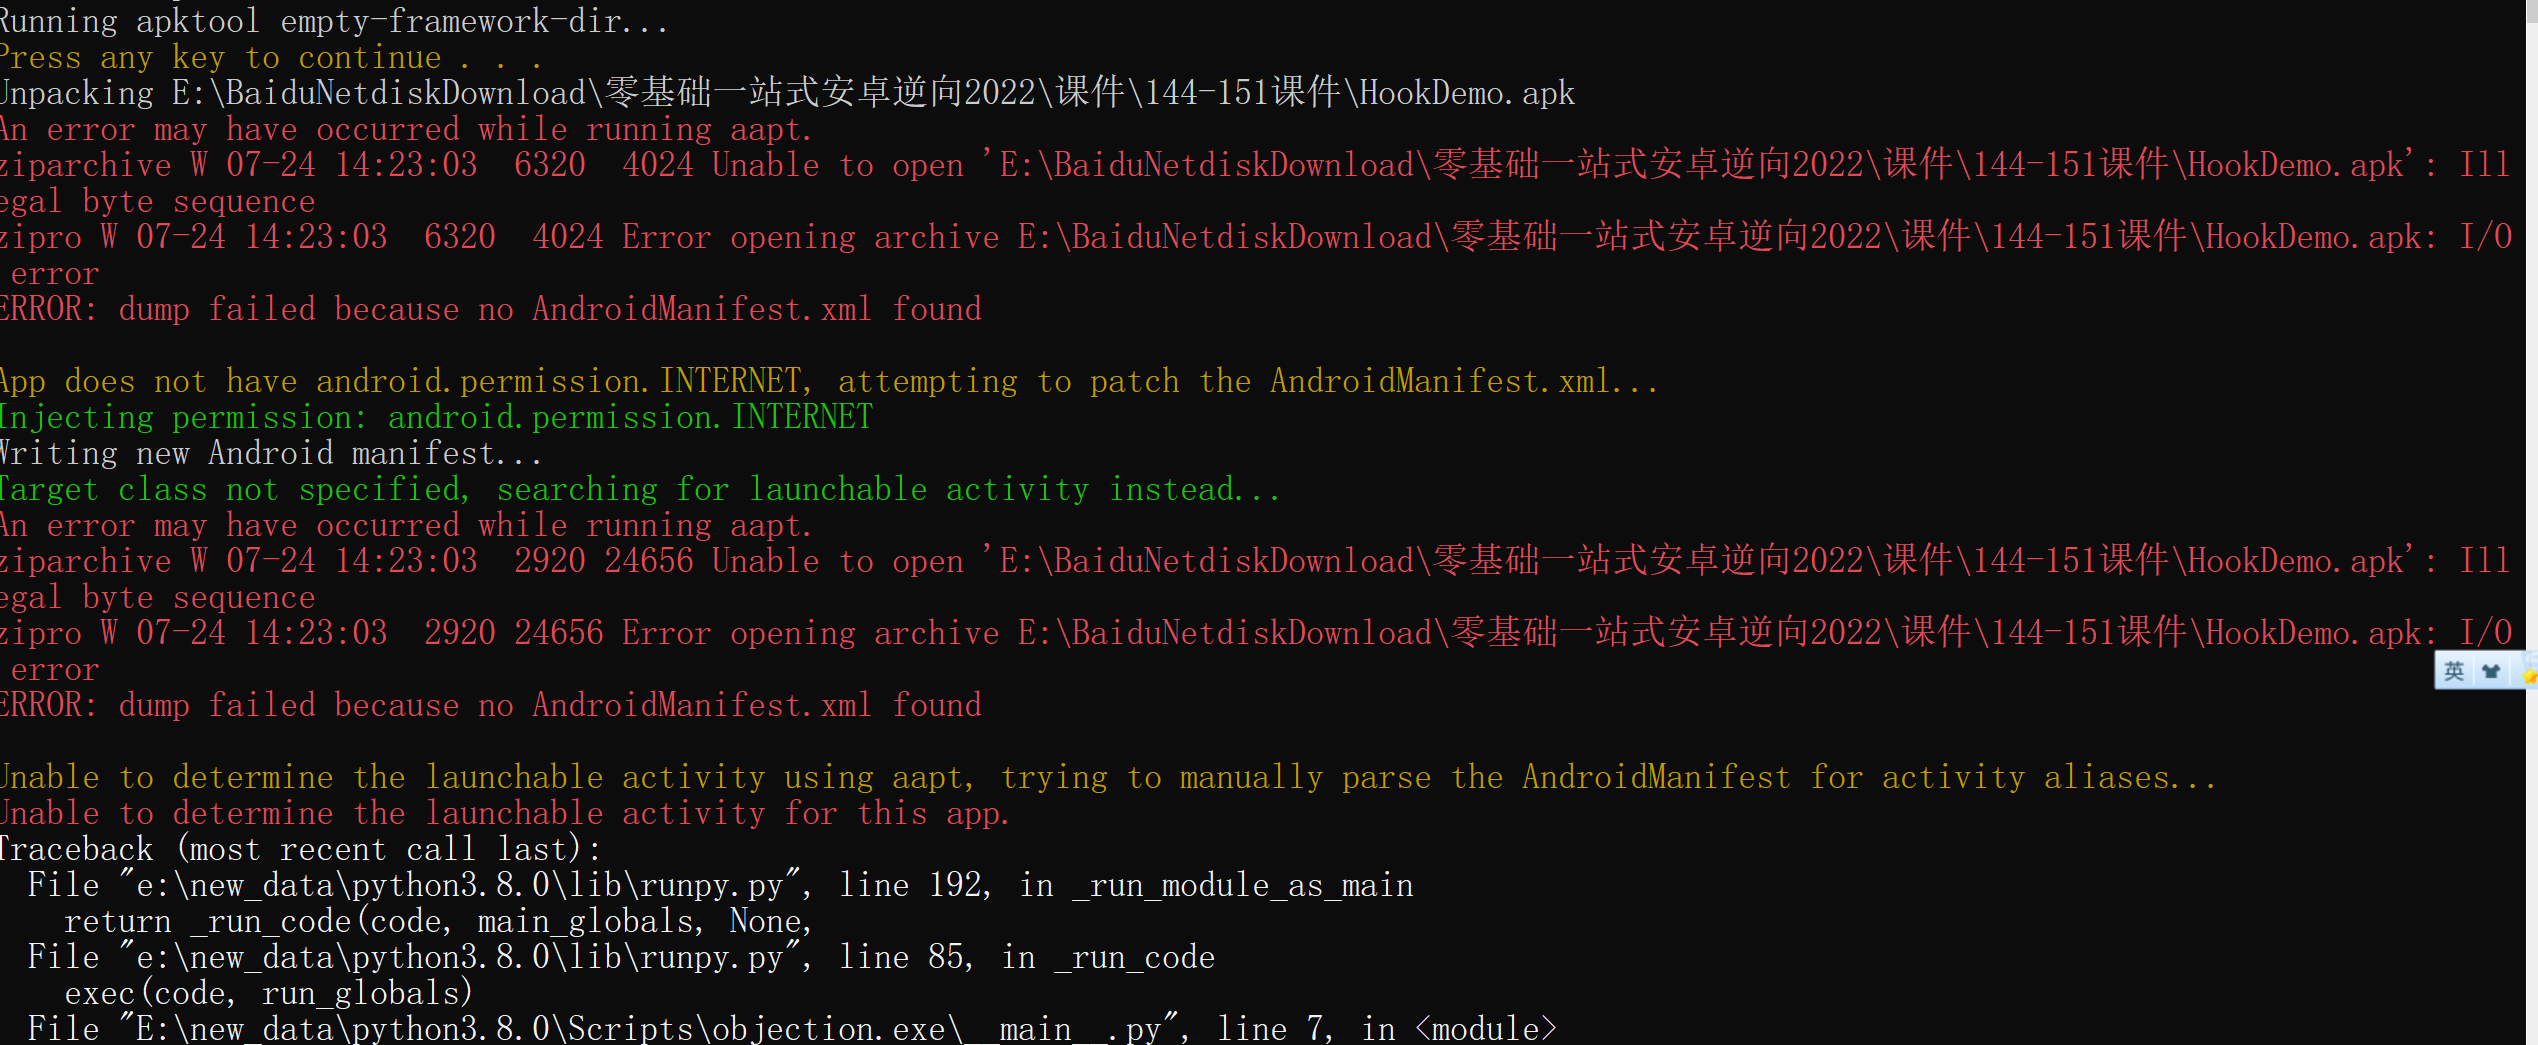 Running apktool empty-framework-dir...
Press any key to continue . . .
Unpacking E:\BaiduNetdiskDownload\零基础一站式安卓逆向2022\课件\144-151课件\HookDemo.apk
An error may have occurred while running aapt.
ziparchive W 07-24 14:23:03  6320  4024 Unable to open 'E:\BaiduNetdiskDownload\零基础一站式安卓逆向2022\课件\144-151课件\HookDemo.apk': Ill
egal byte sequence
zipro W 07-24 14:23:03  6320  4024 Error opening archive E:\BaiduNetdiskDownload\零基础一站式安卓逆向2022\课件\144-151课件\HookDemo.apk: I/O
 error
ERROR: dump failed because no AndroidManifest.xml found
App does not have android.permission.INTERNET, attempting to patch the AndroidManifest.xml...
Injecting permission: android.permission.INTERNET
Writing new Android manifest...
Target class not specified, searching for launchable activity instead...
An error may have occurred while running aapt.
ziparchive W 07-24 14:23:03  2920 24656 Unable to open 'E:\BaiduNetdiskDownload\零基础一站式安卓逆向2022\课件\144-151课件\HookDemo.apk': Ill
egal byte sequence
zipro W 07-24 14:23:03  2920 24656 Error opening archive E:\BaiduNetdiskDownload\零基础一站式安卓逆向2022\课件\144-151课件\HookDemo.apk: I/O
 error
英
ERROR: dump failed because no AndroidManifest.xml found
Unable to determine the launchable activity using aapt, trying to manually parse the AndroidManifest for activity aliases...
Unable to determine the launchable activity for this app.
Traceback (most recent call last):
  File "e:\new_data\python3.8.0\lib\runpy.py", line 192, in _run_module_as_main
    return _run_code(code, main_globals, None,
  File "e:\new_data\python3.8.0\lib\runpy.py", line 85, in _run_code
    exec(code, run_globals)
  File "E:\new_data\python3.8.0\Scripts\objection.exe\__main__.py", line 7, in <module>